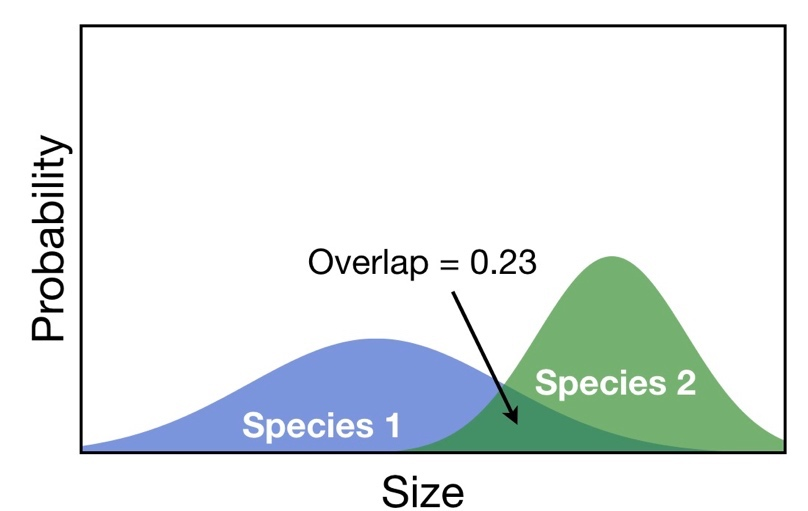 Probability
Overlap = 0.23
Species 2
Species 1
Size